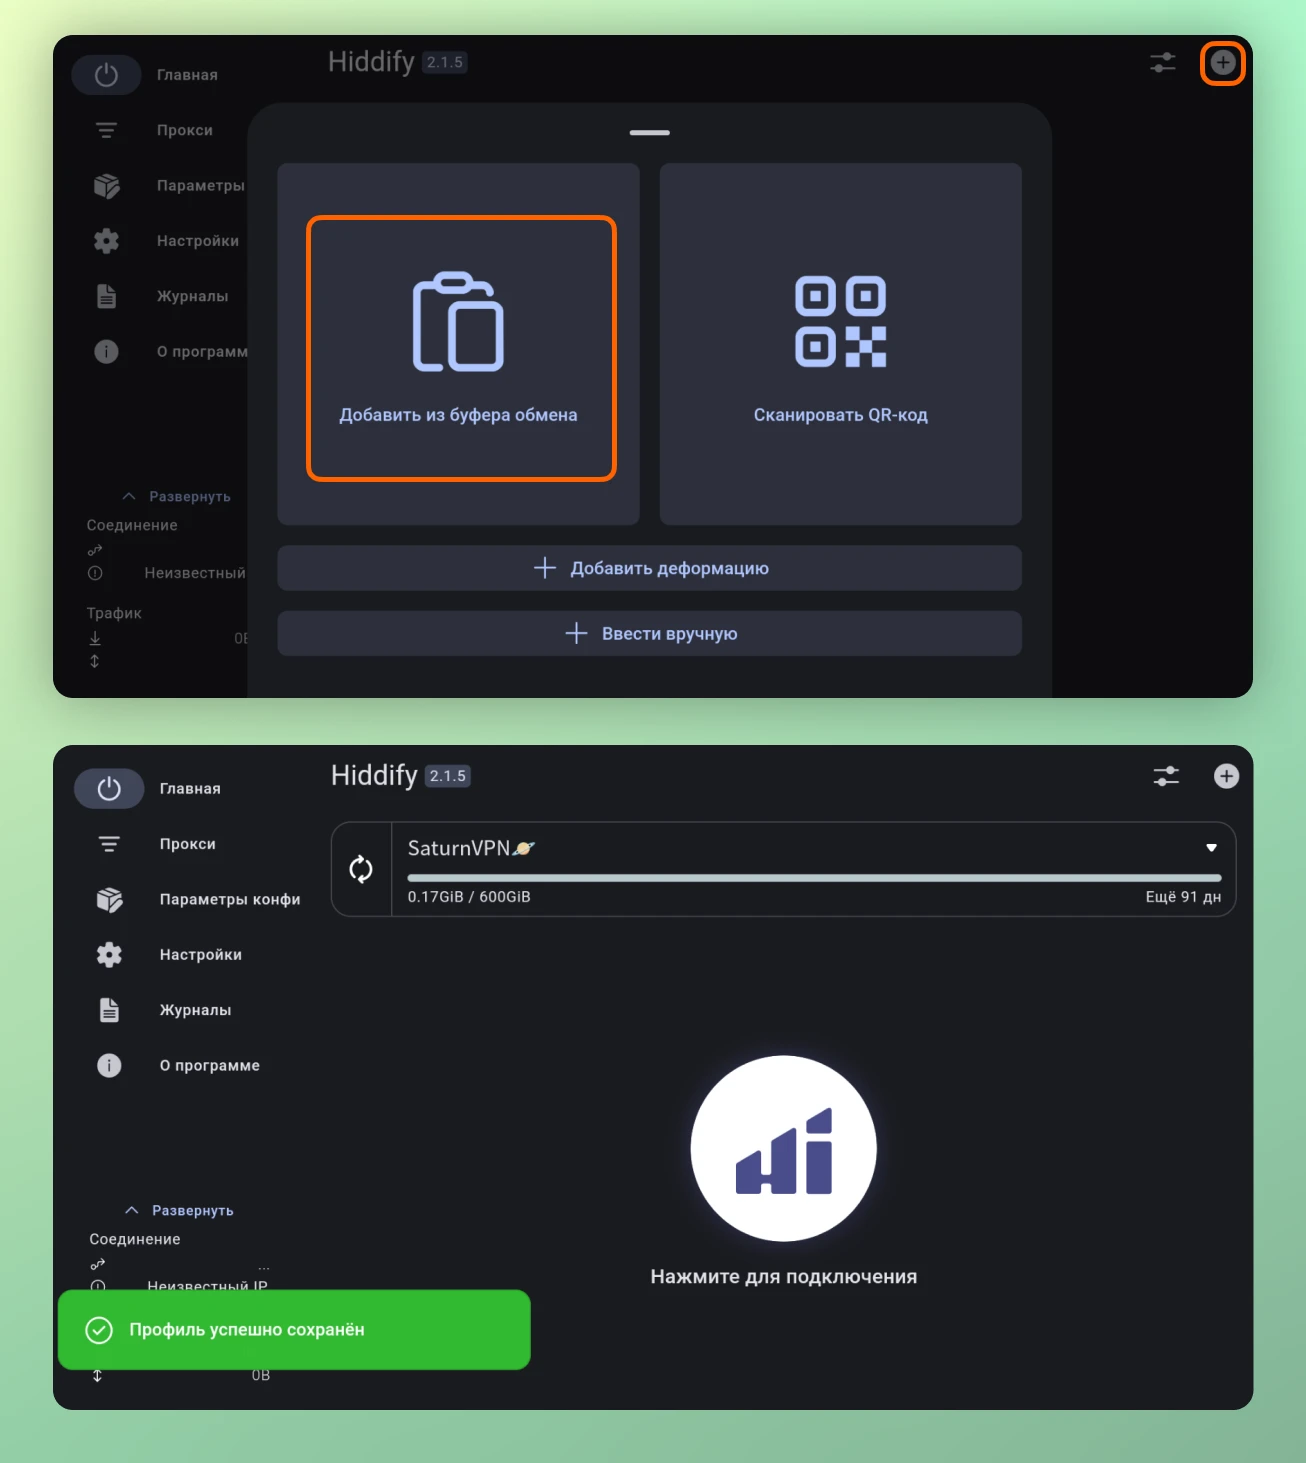 Hiddify 2.1.5
Главная
Прокси
Параметры
Настройки
Журналы
О программ
Добавить из буфера обмена
Сканировать QR-код
Добавить деформацию
Ввести вручную
Развернуть
Соединение
Неизвестный
Трафик
Hiddify 2.1.5
Главная
Прокси
Параметры конфи
Настройки
Журналы
О программе
SaturnVPN🪐
0.17GiB / 600GiB
Ещё 91 дн
Нажмите для подключения
Развернуть
Соединение
...
Неизвестный IP
Профиль успешно сохранён
0B